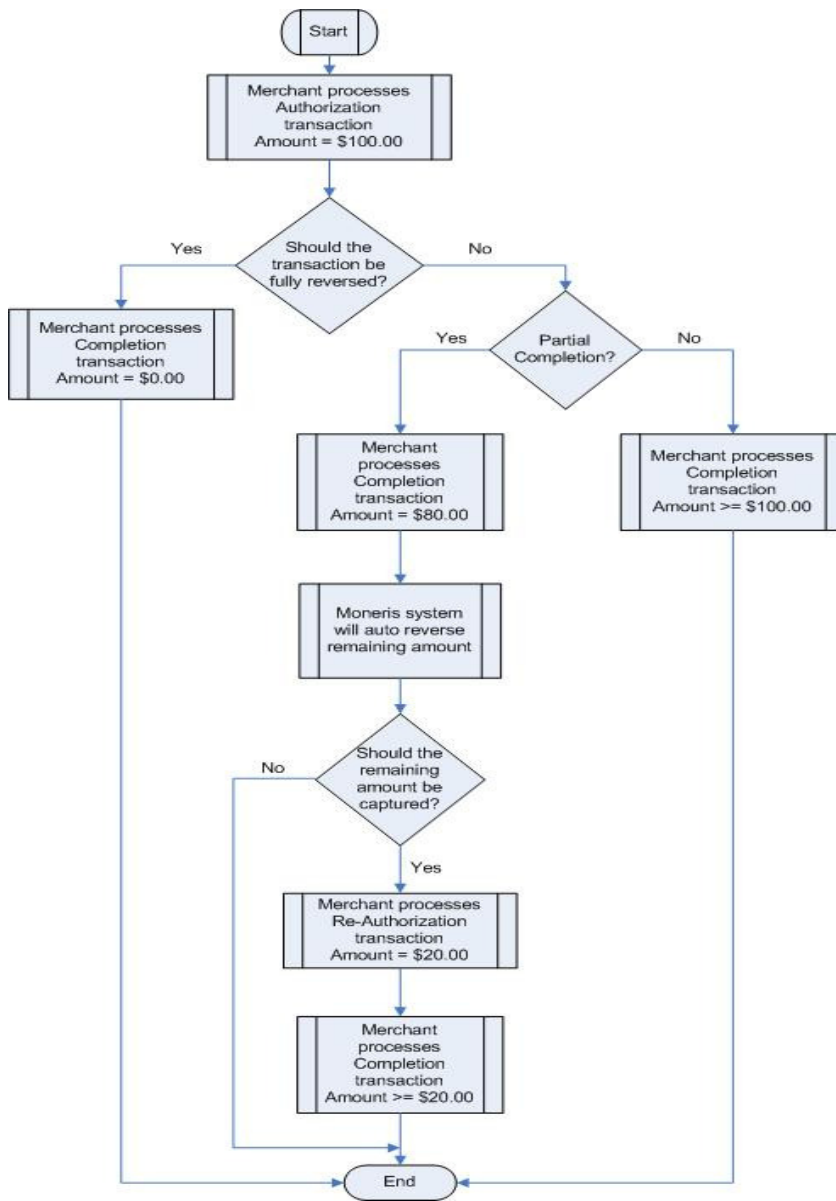 Start
Merchant processes
Authorization
transaction
Amount = $100.00
Should the
transaction be
fully reversed?
Yes
No
Merchant processes
Completion
transaction
Amount = $0.00
Partial
Completion?
Yes
No
Merchant
processes
Completion
transaction
Amount = $80.00
Merchant processes
Completion
transaction
Amount >= $100.00
Moneris system
will auto reverse
remaining amount
Should the
remaining
amount be
captured?
No
Yes
Merchant processes
Re-Authorization
transaction
Amount = $20.00
Merchant
processes
Completion
transaction
Amount >= $20.00
End